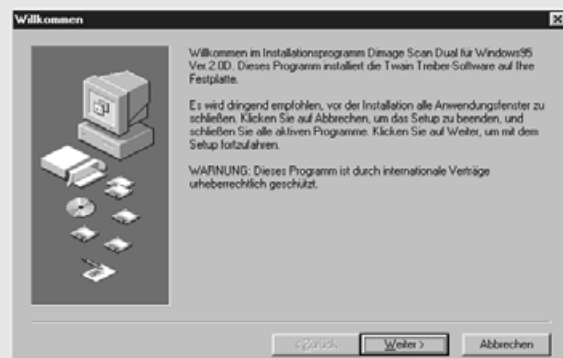 Willkommen
Willkommen im Installationsprogramm Dimage Scan Dual für Windows95
Ver.2.0D. Dieses Programm installiert die Twain Treiber-Software auf Ihre
Festplatte.
Es wird dringend empfohlen, vor der Installation alle Anwendungsfenster zu
schließen. Klicken Sie auf Abbrechen, um das Setup zu beenden, und
schließen Sie alle aktiven Programme. Klicken Sie auf Weiter, um mit dem
Setup fortzufahren.
WARNUNG: Dieses Programm ist durch internationale Verträge
urheberrechtlich geschützt.
< Zurück
Weiter >
Abbrechen